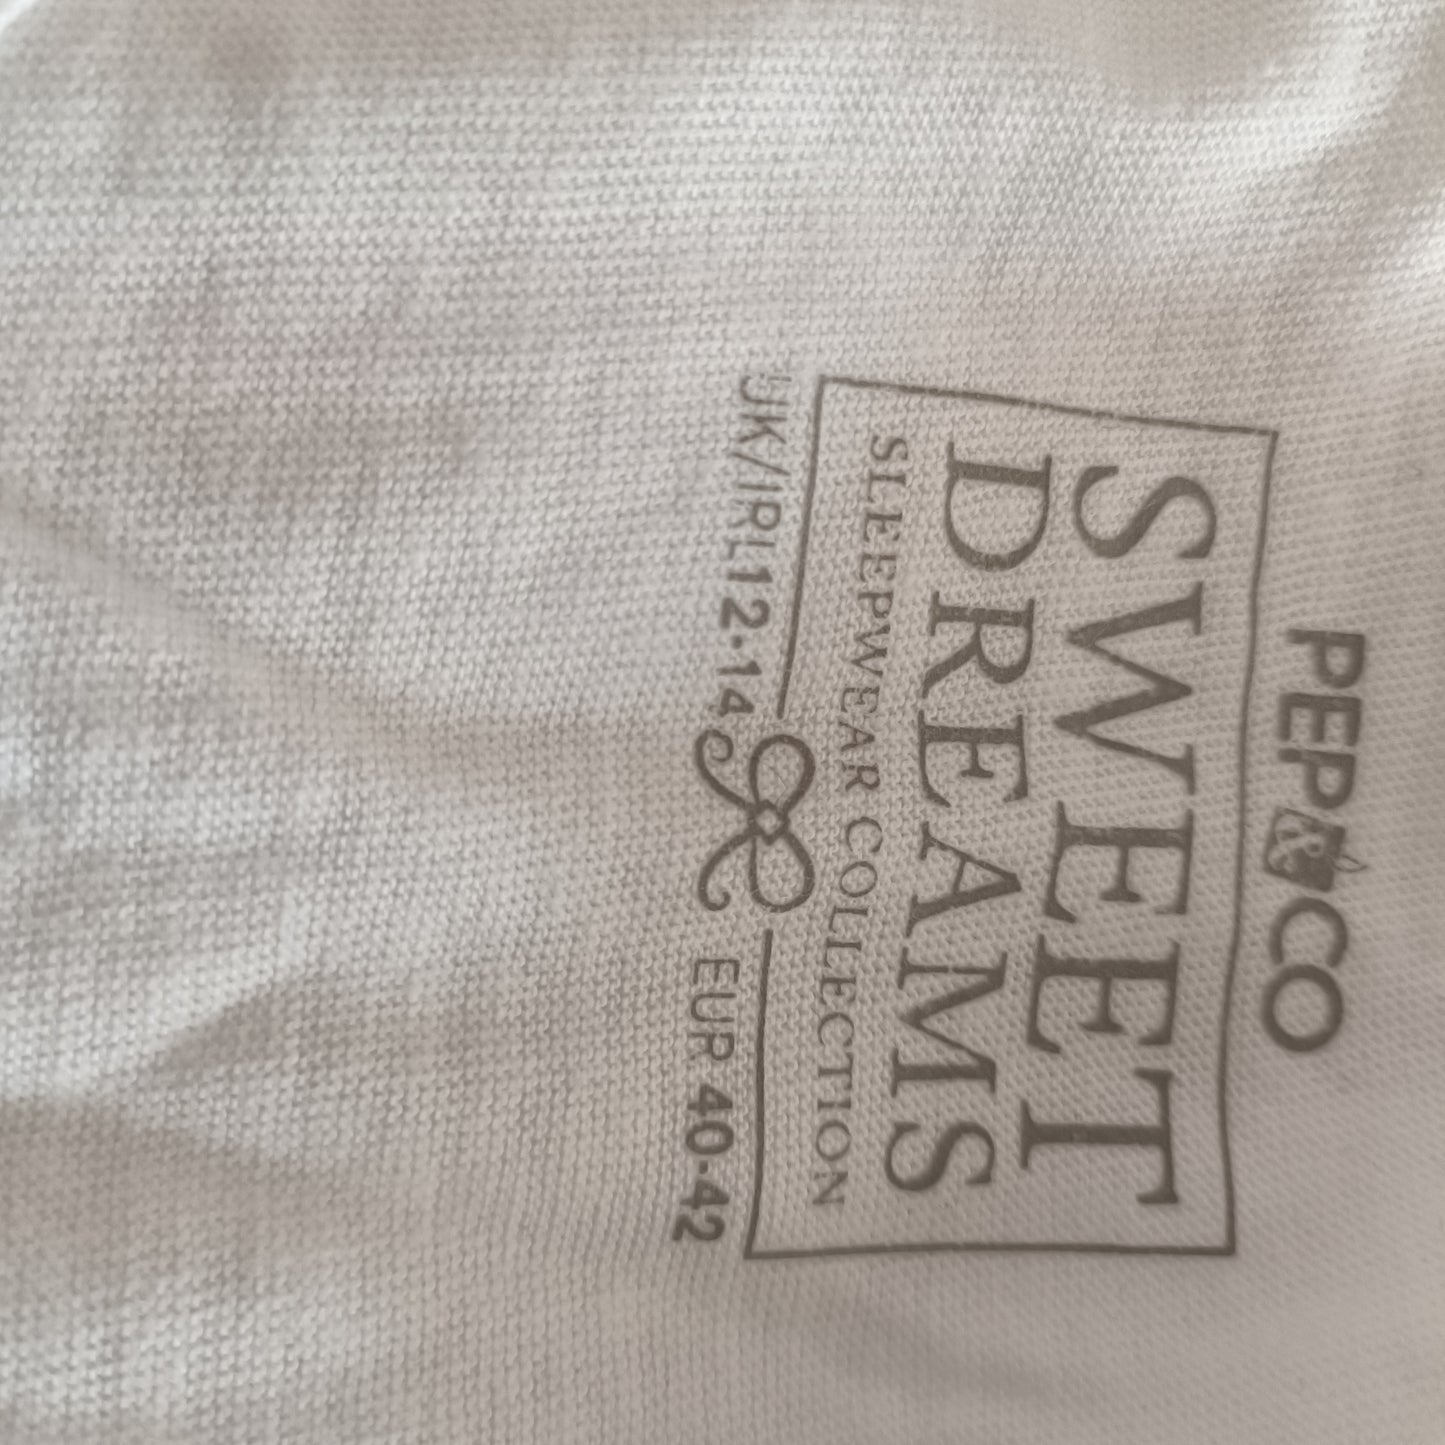 PEP&CO
SWEET
DREAMS
SLEEPWEAR COLLECTION
UK/IRL 12-14 EUR 40-42